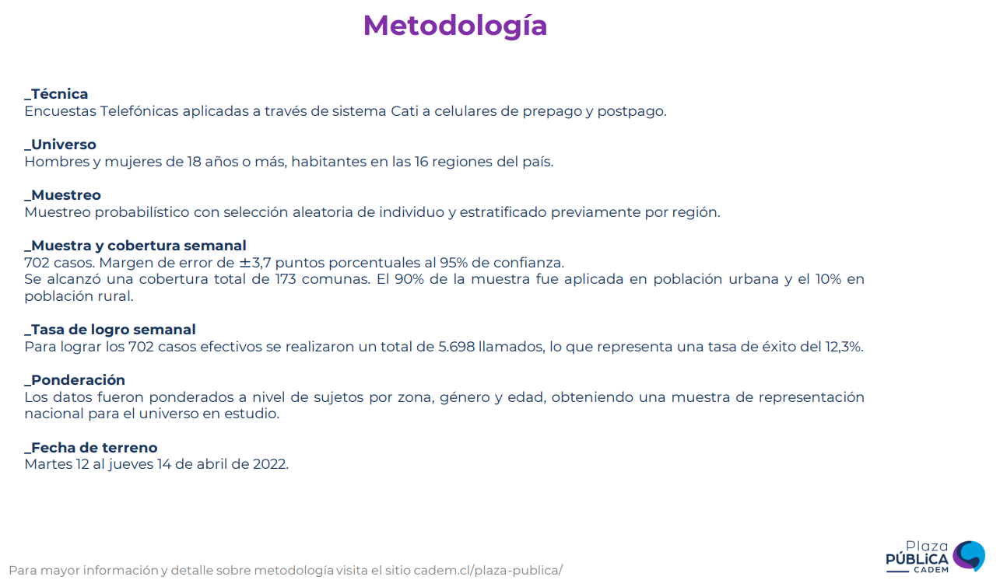 Metodología
_Técnica
Encuestas Telefónicas aplicadas a través de sistema Cati a celulares de prepago y postpago.
_Universo
Hombres y mujeres de 18 años o más, habitantes en las 16 regiones del país.
_Muestreo
Muestreo probabilístico con selección aleatoria de individuo y estratificado previamente por región.
_Muestra y cobertura semanal
702 casos. Margen de error de ±3,7 puntos porcentuales al 95% de confianza.
Se alcanzó una cobertura total de 173 comunas. El 90% de la muestra fue aplicada en población urbana y el 10% en
población rural.
_Tasa de logro semanal
Para lograr los 702 casos efectivos se realizaron un total de 5.698 llamados, lo que representa una tasa de éxito del 12,3%.
_Ponderación
Los datos fueron ponderados a nivel de sujetos por zona, género y edad, obteniendo una muestra de representación
nacional para el universo en estudio.
_Fecha de terreno
Martes 12 al jueves 14 de abril de 2022.
Para mayor información y detalle sobre metodología visita el sitio cadem.cl/plaza-publica/
Plaza
PÚBLICA
CADEM